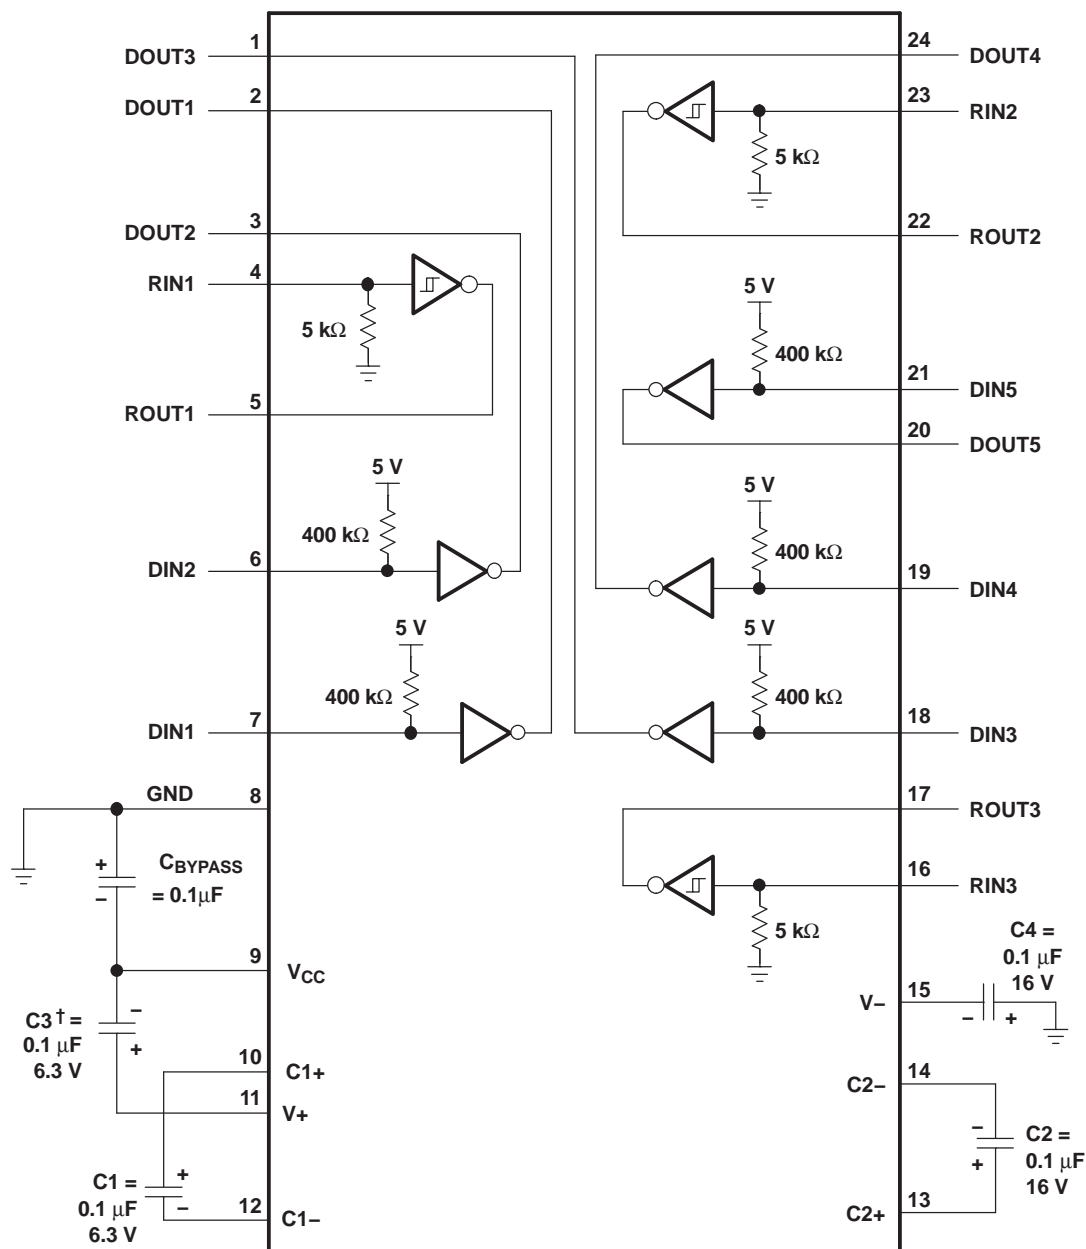 DOUT3
1
24
DOUT4
DOUT1
2
23
RIN2
5 kΩ
DOUT2
3
22
ROUT2
RIN1
4
5 kΩ
5 V
400 kΩ
21
DIN5
ROUT1
5
20
DOUT5
5 V
400 kΩ
DIN2
6
5 V
400 kΩ
19
DIN4
5 V
400 kΩ
DIN1
7
5 V
400 kΩ
18
DIN3
GND
8
17
ROUT3
+
CBYPASS
–
= 0.1μF
16
RIN3
5 kΩ
9
VCC
C4 =
0.1 μF
16 V
15
V–
–
+
C3† =
0.1 μF
6.3 V
–
+
10
C1+
11
V+
14
C2–
–
+
C2 =
0.1 μF
16 V
C1 =
0.1 μF
6.3 V
+
–
12
C1–
13
C2+